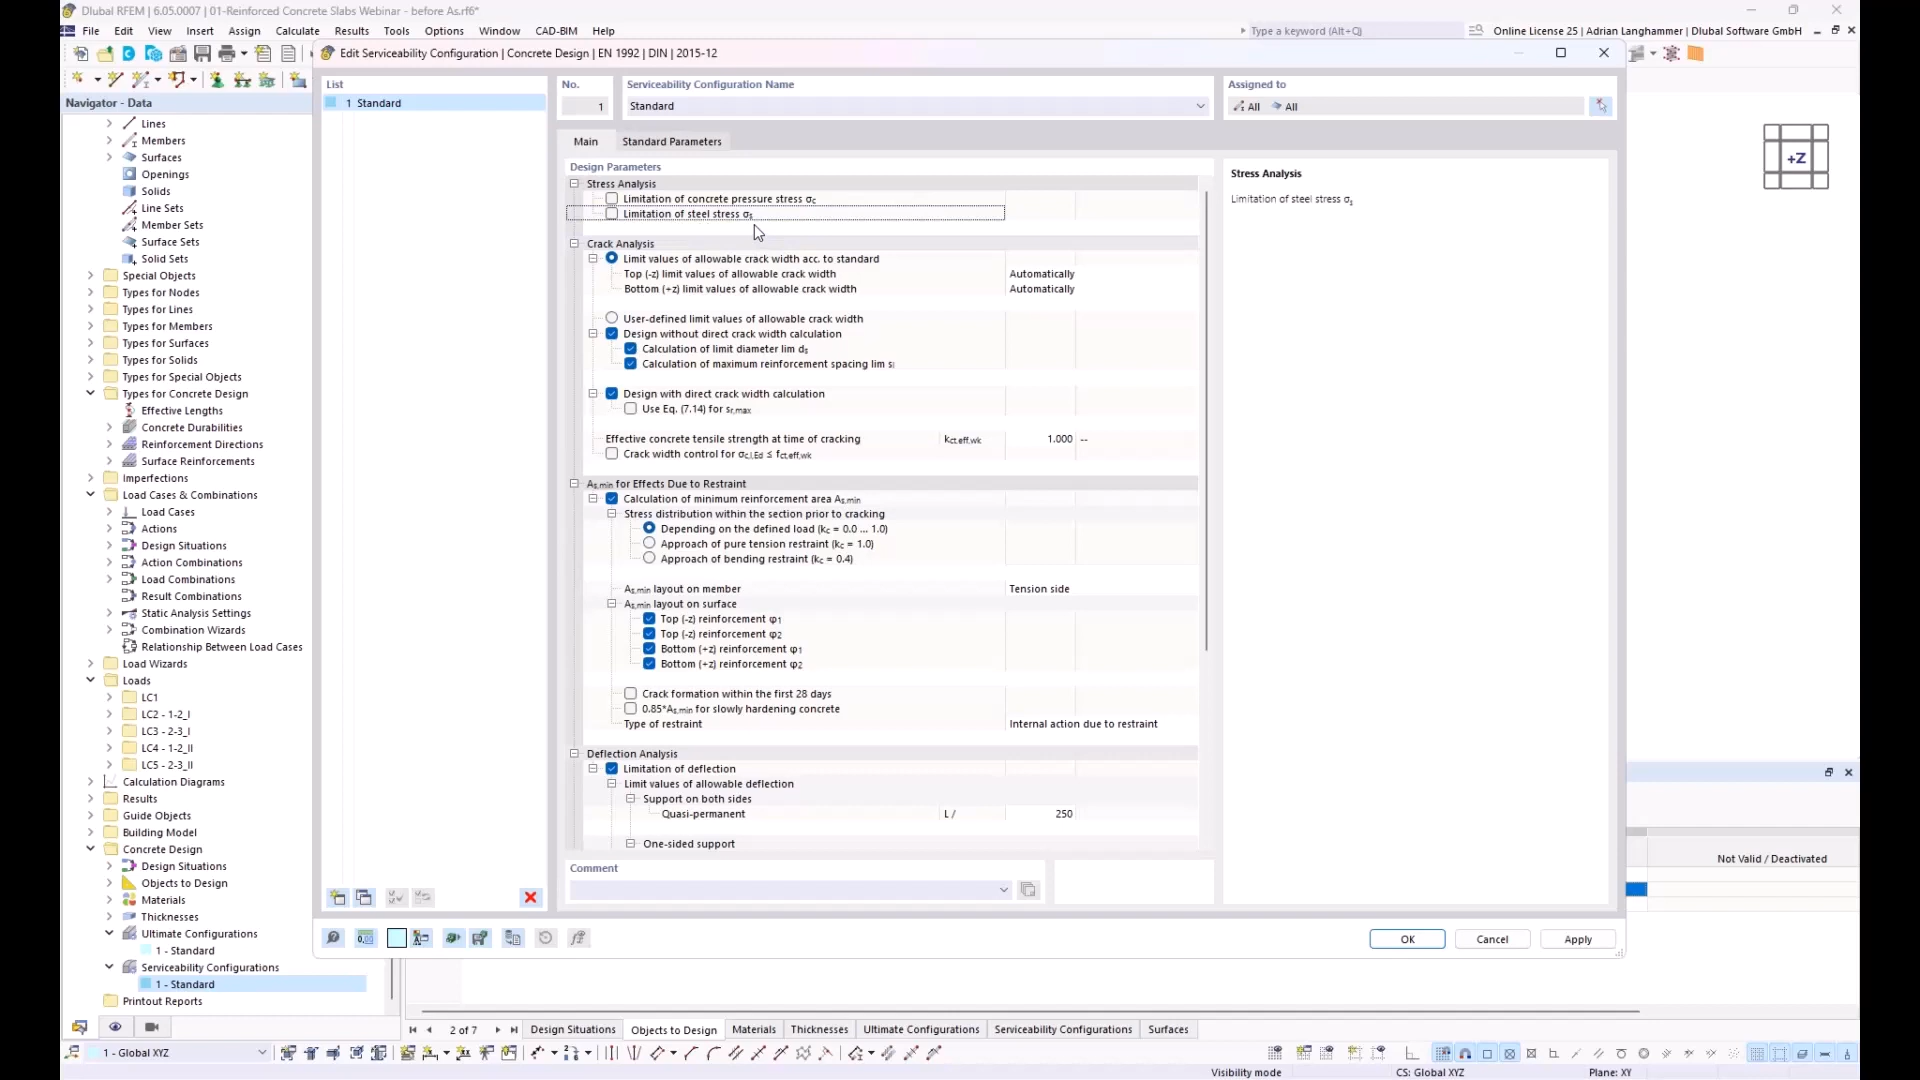 Dlubal RFEM | 6.05.0007 | 01-Reinforced Concrete Slabs Webinar - before As.rf6*
File Edit View Insert Assign Calculate Results Tools Options Window CAD-BIM Help
Type a keyword (Alt+Q)
Online License 25 | Adrian Langhammer | Dlubal Software GmbH
Edit Serviceability Configuration | Concrete Design | EN 1992 | DIN | 2015-12
Navigator - Data
Lines
Members
Surfaces
Openings
Solids
Line Sets
Member Sets
Surface Sets
Solid Sets
Special Objects
Types for Nodes
Types for Lines
Types for Members
Types for Surfaces
Types for Solids
Types for Special Objects
Types for Concrete Design
Effective Lengths
Concrete Durabilities
Reinforcement Directions
Surface Reinforcements
Imperfections
Load Cases & Combinations
Load Cases
Actions
Design Situations
Action Combinations
Load Combinations
Result Combinations
Static Analysis Settings
Combination Wizards
Relationship Between Load Cases
Load Wizards
Loads
LC1
LC2 - 1-2_I
LC3 - 2-3_I
LC4 - 1-2_II
LC5 - 2-3_II
Calculation Diagrams
Results
Guide Objects
Building Model
Concrete Design
Design Situations
Objects to Design
Materials
Thicknesses
Ultimate Configurations
1 - Standard
Serviceability Configurations
1 - Standard
Printout Reports
List
1 Standard
No.
1
Serviceability Configuration Name
Standard
Assigned to
All All
Main Standard Parameters
Design Parameters
Stress Analysis
Limitation of concrete pressure stress σc
Limitation of steel stress σs
Crack Analysis
Limit values of allowable crack width acc. to standard
Top (-z) limit values of allowable crack width Automatically
Bottom (+z) limit values of allowable crack width Automatically
User-defined limit values of allowable crack width
Design without direct crack width calculation
Calculation of limit diameter lim ds
Calculation of maximum reinforcement spacing lim sl
Design with direct crack width calculation
Use Eq. (7.14) for sr,max
Effective concrete tensile strength at time of cracking kct,eff,wk 1.000 --
Crack width control for σc,l,Ed ≤ fct,eff,wk
As,min for Effects Due to Restraint
Calculation of minimum reinforcement area As,min
Stress distribution within the section prior to cracking
Depending on the defined load (kc = 0.0 ... 1.0)
Approach of pure tension restraint (kc = 1.0)
Approach of bending restraint (kc = 0.4)
As,min layout on member Tension side
As,min layout on surface
Top (-z) reinforcement φ1
Top (-z) reinforcement φ2
Bottom (+z) reinforcement φ1
Bottom (+z) reinforcement φ2
Crack formation within the first 28 days
0.85*As,min for slowly hardening concrete
Type of restraint Internal action due to restraint
Deflection Analysis
Limitation of deflection
Limit values of allowable deflection
Support on both sides
Quasi-permanent L / 250
One-sided support
Comment
Stress Analysis
Limitation of steel stress σs
+Z
Not Valid / Deactivated
OK Cancel Apply
2 of 7 Design Situations Objects to Design Materials Thicknesses Ultimate Configurations Serviceability Configurations Surfaces
1 - Global XYZ
Visibility mode CS: Global XYZ Plane: XY